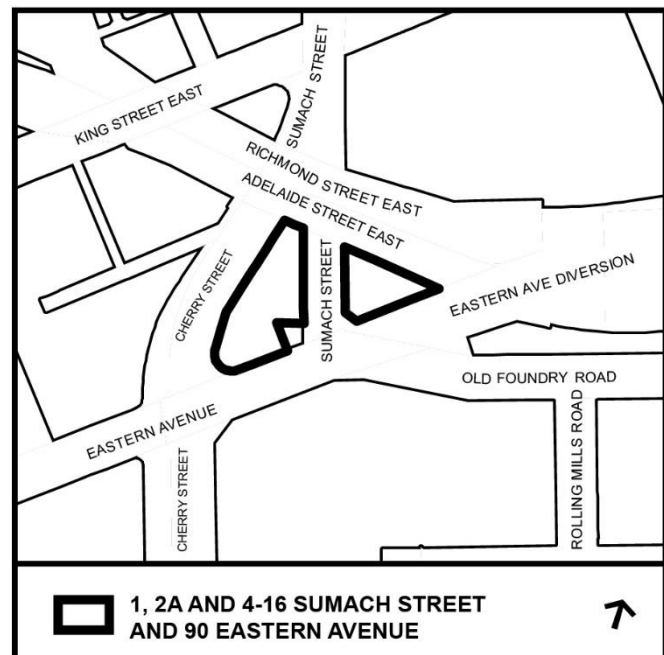 SUMACH STREET
KING STREET EAST
RICHMOND STREET EAST
ADELAIDE STREET EAST
CHERRY STREET
SUMACH STREET
EASTERN AVE DIVERSION
OLD FOUNDRY ROAD
EASTERN AVENUE
CHERRY STREET
ROLLING MILLS ROAD
1, 2A AND 4-16 SUMACH STREET
AND 90 EASTERN AVENUE